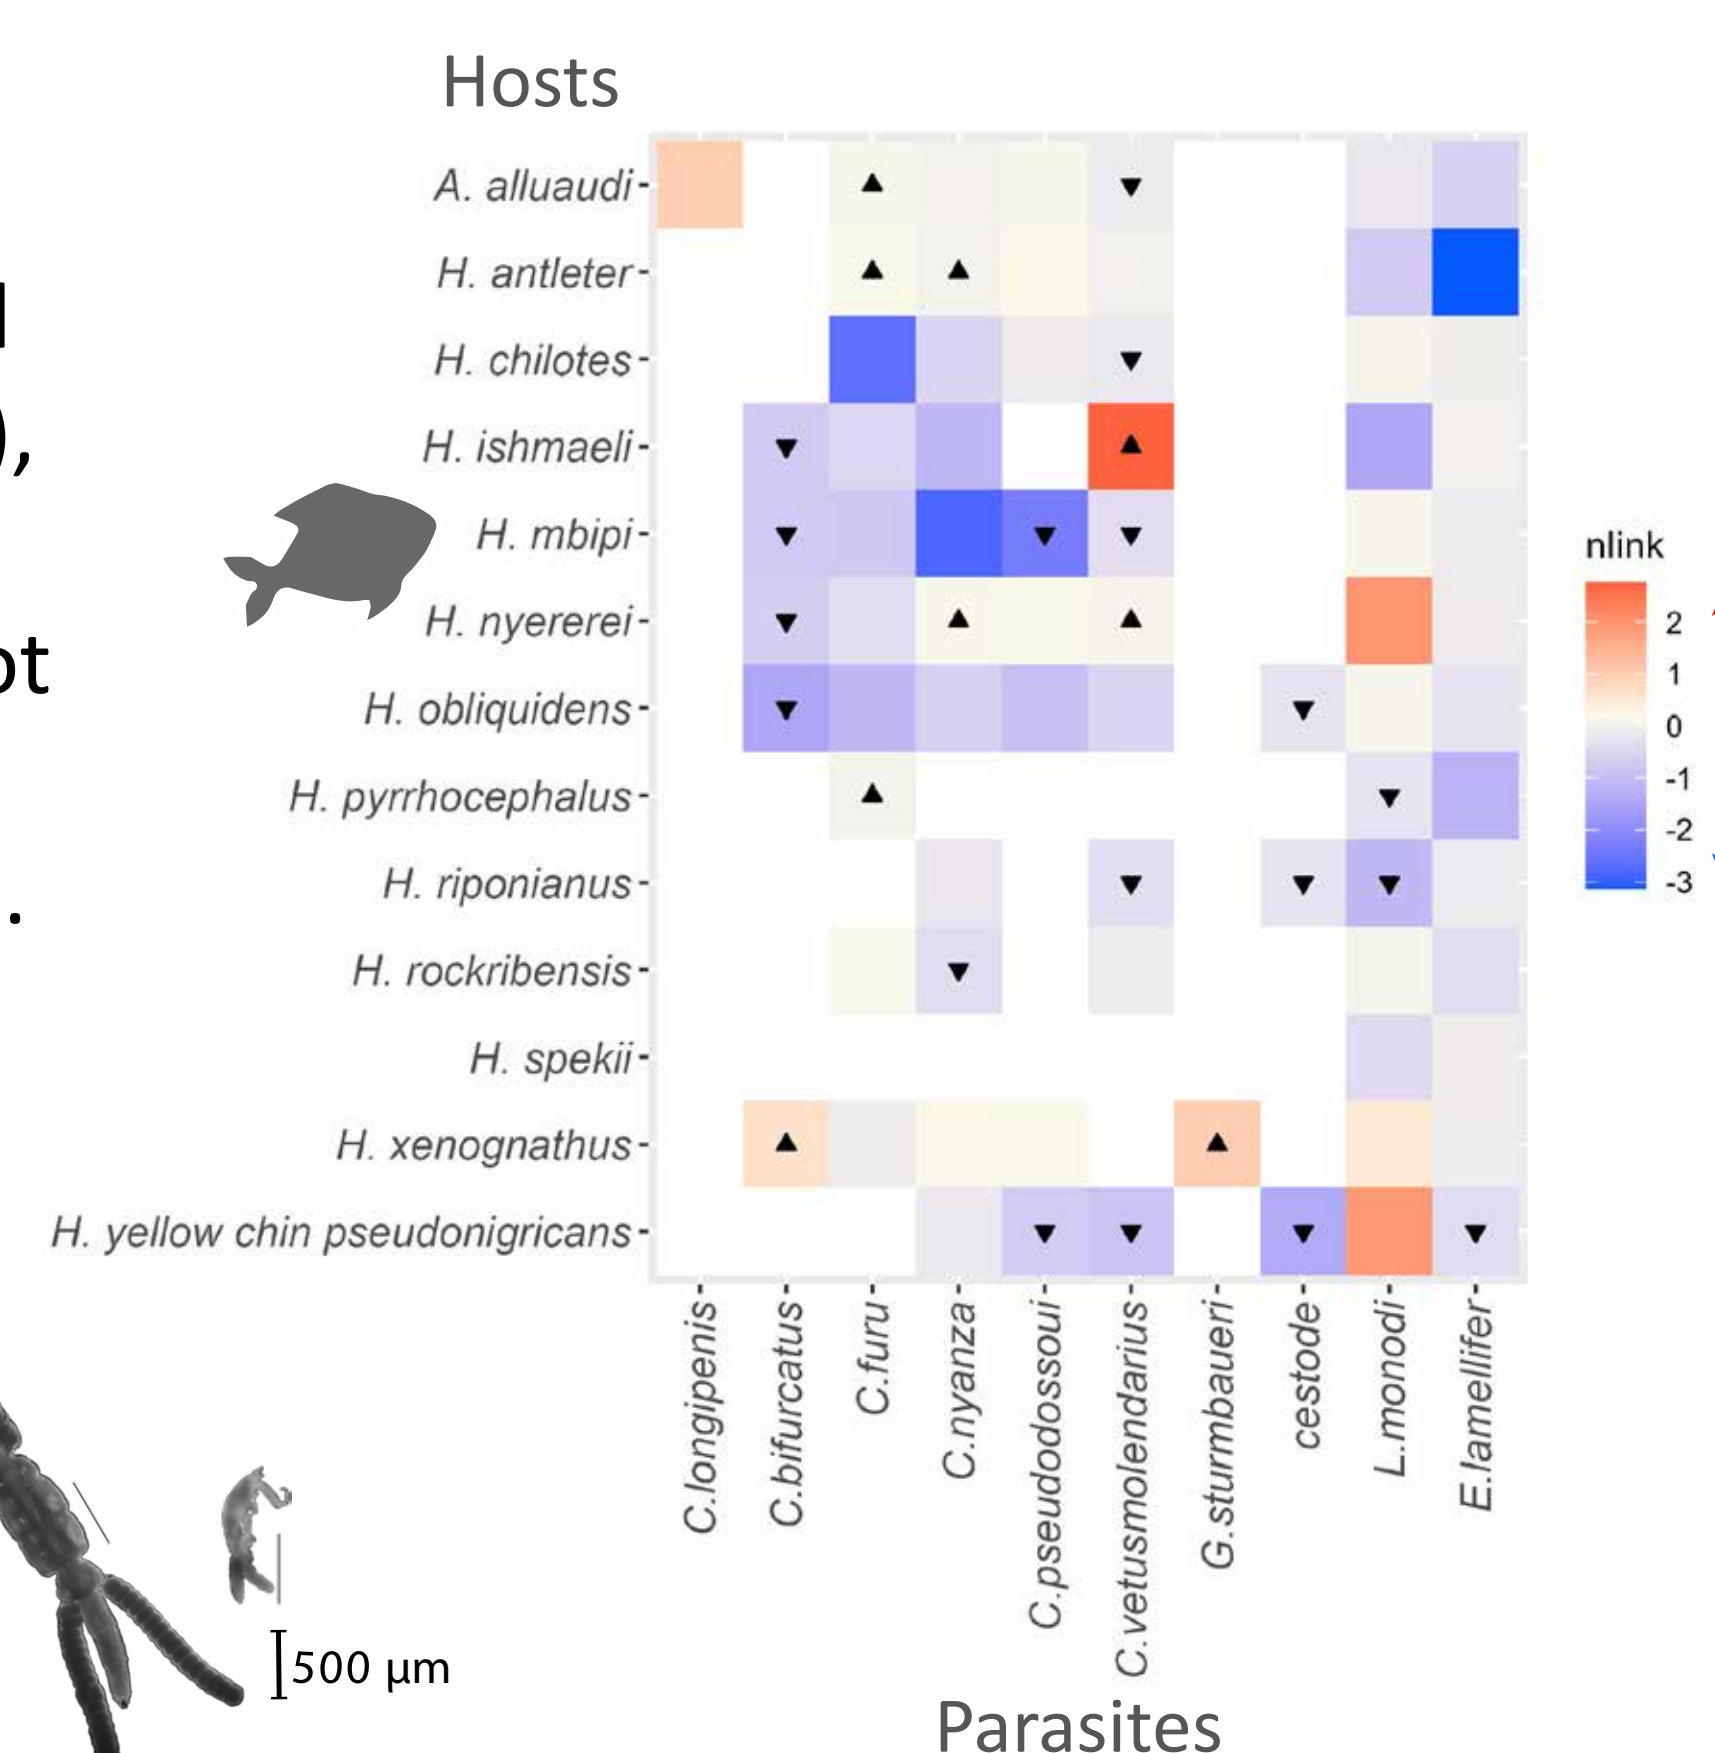 Hosts
A. alluaudi
H. antleter
H. chilotes
),
H. ishmaeli
H. mbipi
nlink
H. nyererei
2
ot
1
H. obliquidens
0
H. pyrrhocephalus
-1
-2
H. riponianus
-3
.
H. rockribensis
H. spekii
H. xenognathus
H. yellow chin pseudonigricans
C.longipenis
C.bifurcatus
C.furu
C.nyanza
C.pseudodossoui
C.vetusmolendarius
G.sturmbaueri
cestode
L.monodi
E.lamellifer
500 µm
Parasites